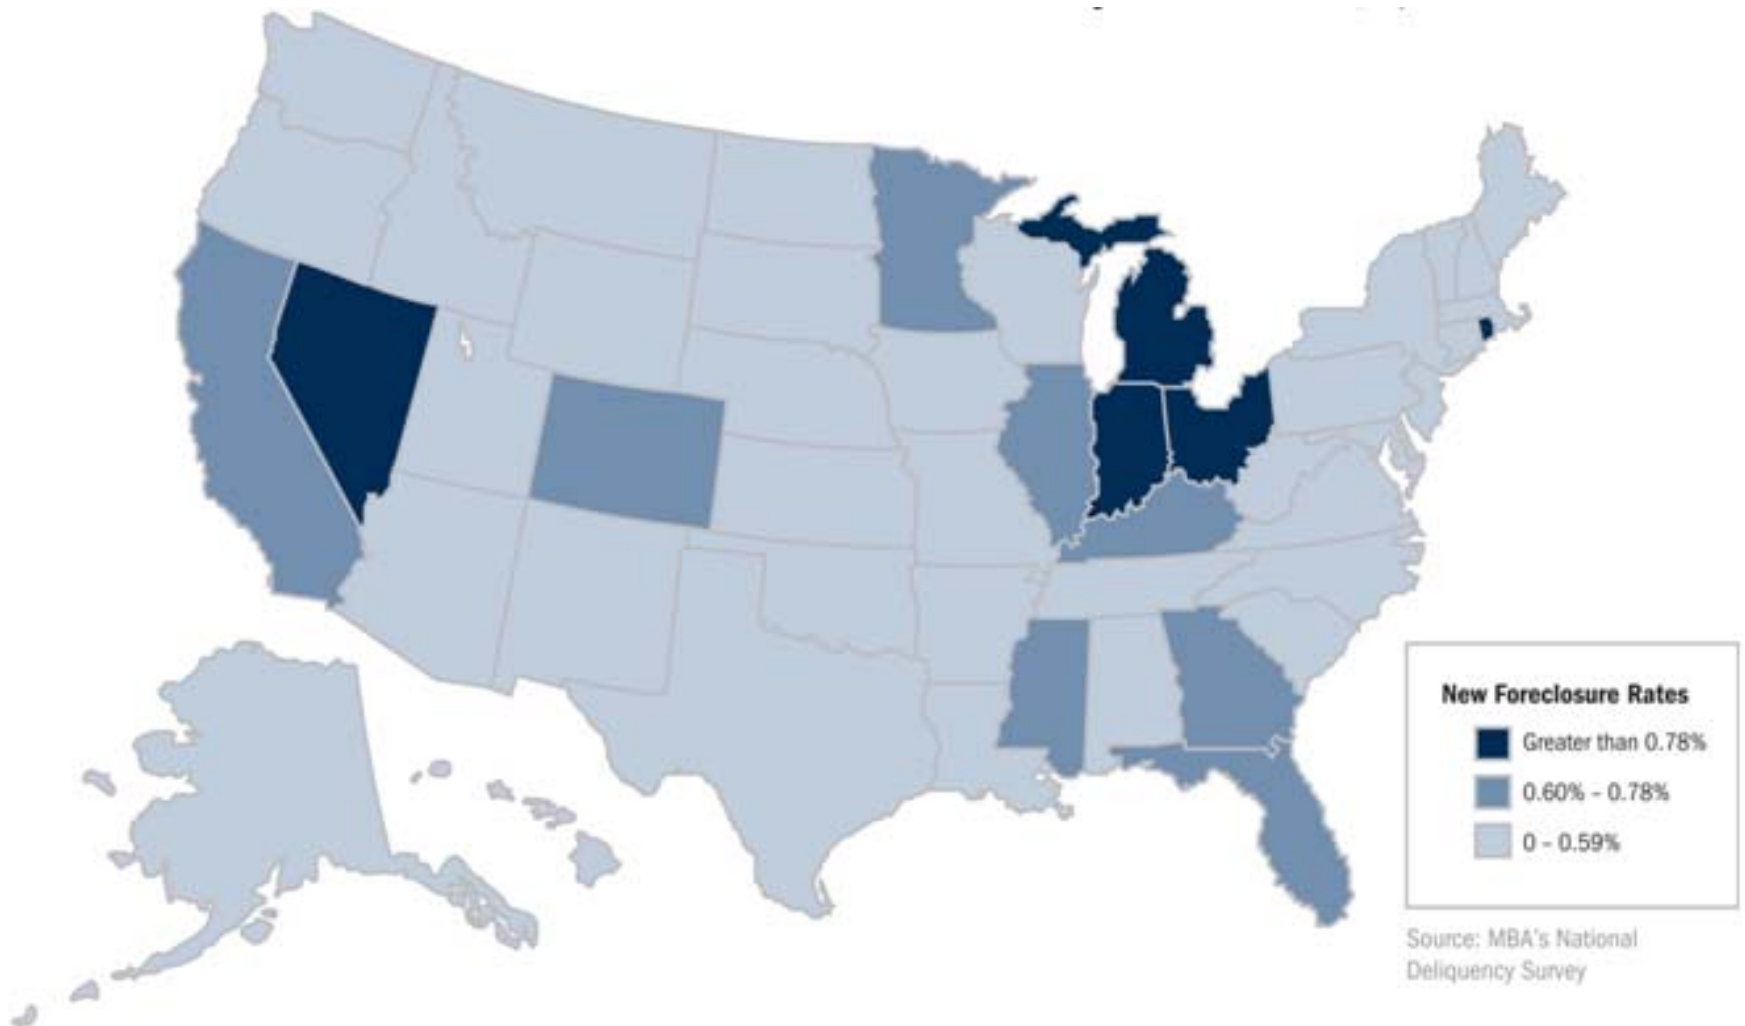 New Foreclosure Rates
Greater than 0.78%
0.60% – 0.78%
0 – 0.59%
Source: MBA's National
Deliquency Survey